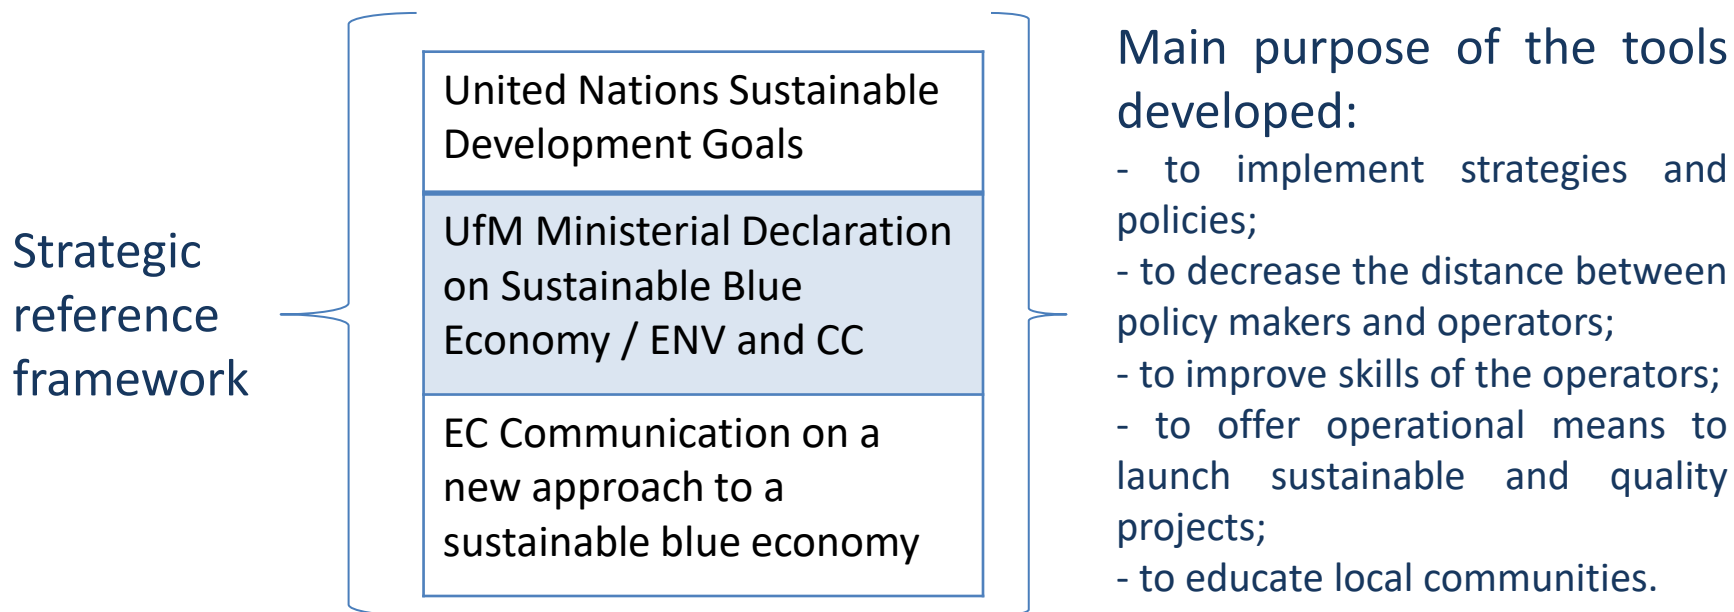 Strategic
reference
framework
United Nations Sustainable
Development Goals
UfM Ministerial Declaration
on Sustainable Blue
Economy / ENV and CC
EC Communication on a
new approach to a
sustainable blue economy
Main purpose of the tools
developed:
- to implement strategies and
policies;
- to decrease the distance between
policy makers and operators;
- to improve skills of the operators;
- to offer operational means to
launch sustainable and quality
projects;
- to educate local communities.